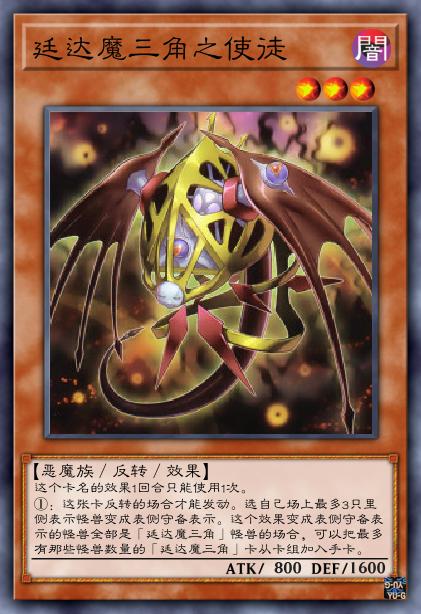 廷达魔三角之使徒
闇
【恶魔族／反转／效果】
这个卡名的效果1回合只能使用1次。
①：这张卡反转的场合才能发动。选自己场上最多3只里
侧表示怪兽变成表侧守备表示。这个效果变成表侧守备表
示的怪兽全部是「廷达魔三角」怪兽的场合，可以把最多
有那些怪兽数量的「廷达魔三角」卡从卡组加入手卡。
ATK/ 800 DEF/1600